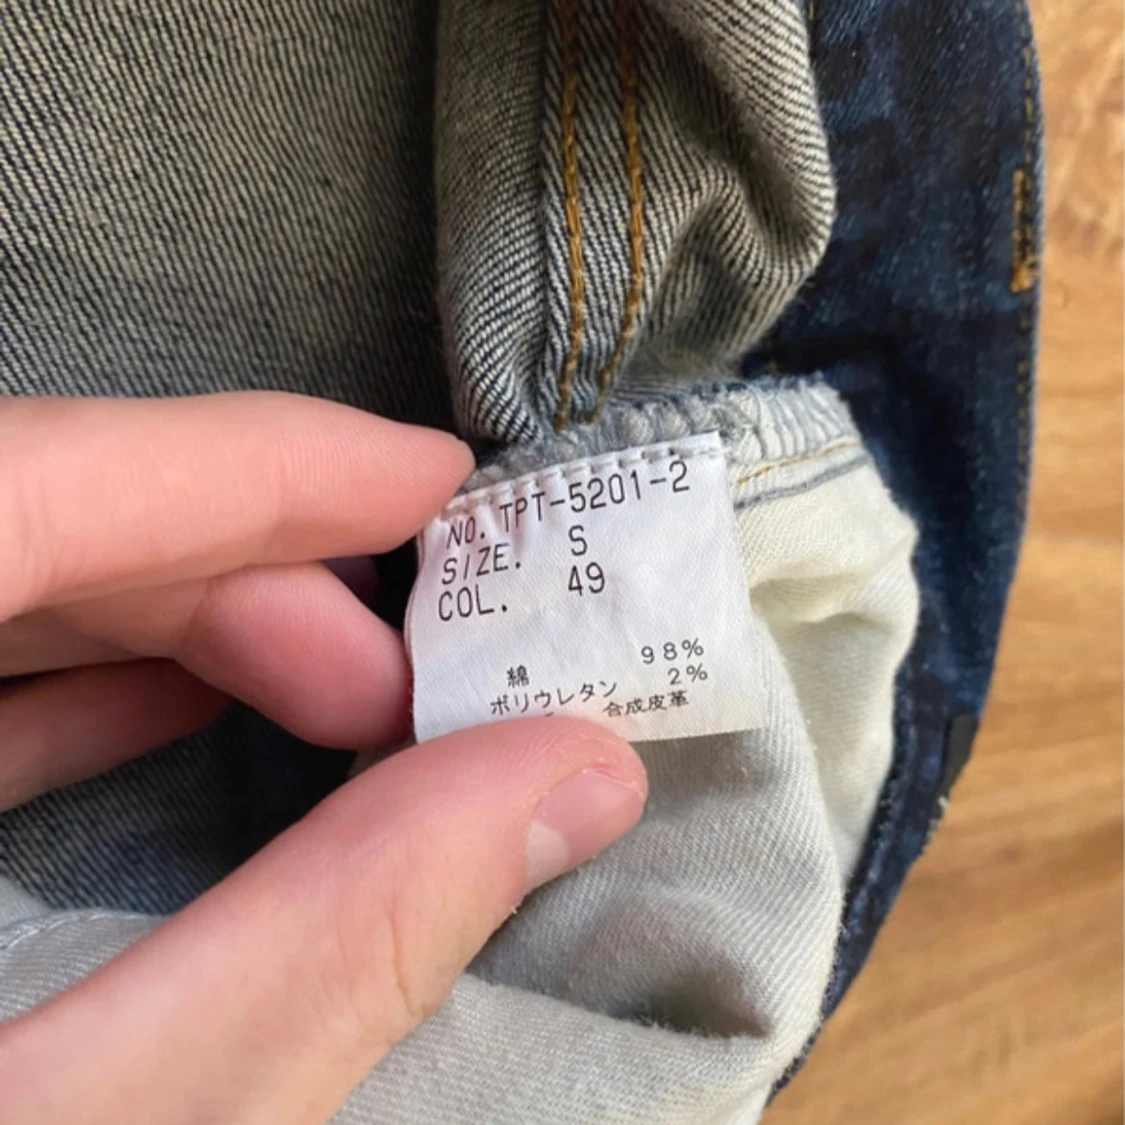 NO. TPT-5201-2
SIZE. S
COL. 49
綿 98%
ポリウレタン 2%
合成皮革